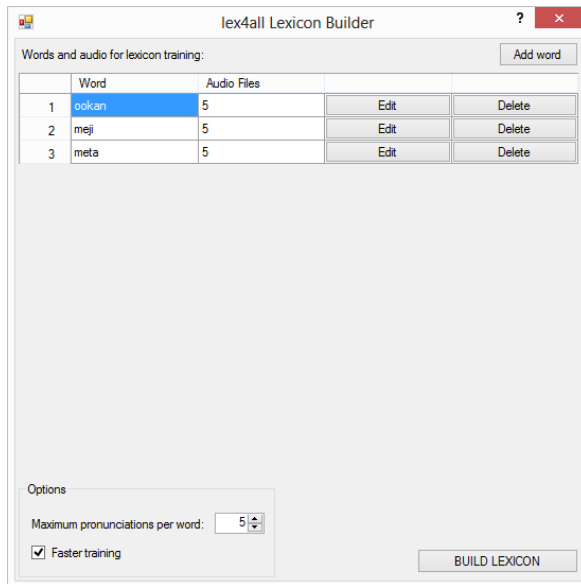 lex4all Lexicon Builder ?
Words and audio for lexicon training: Add word
Word Audio Files
1 ookan 5 Edit Delete
2 meji 5 Edit Delete
3 meta 5 Edit Delete
Options
Maximum pronunciations per word: 5
Faster training
BUILD LEXICON